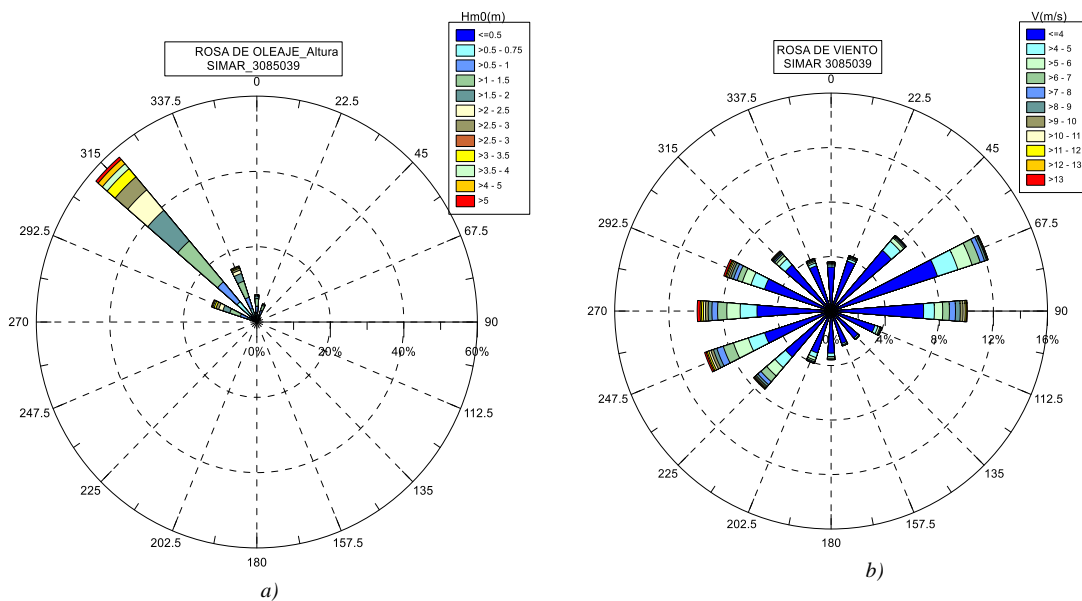 Hm0(m)
<=0.5
>0.5 - 0.75
>0.5 - 1
>1 - 1.5
>1.5 - 2
>2 - 2.5
>2.5 - 3
>2.5 - 3
>3 - 3.5
>3.5 - 4
>4 - 5
>5
ROSA DE OLEAJE_Altura
SIMAR_3085039
0
22.5
45
67.5
90
112.5
135
157.5
180
202.5
225
247.5
270
292.5
315
337.5
0%
20%
40%
60%
a)
V(m/s)
<=4
>4 - 5
>5 - 6
>6 - 7
>7 - 8
>8 - 9
>9 - 10
>10 - 11
>11 - 12
>12 - 13
>13
ROSA DE VIENTO
SIMAR 3085039
0
22.5
45
67.5
90
112.5
135
157.5
180
202.5
225
247.5
270
292.5
315
337.5
0%
4%
8%
12%
16%
b)